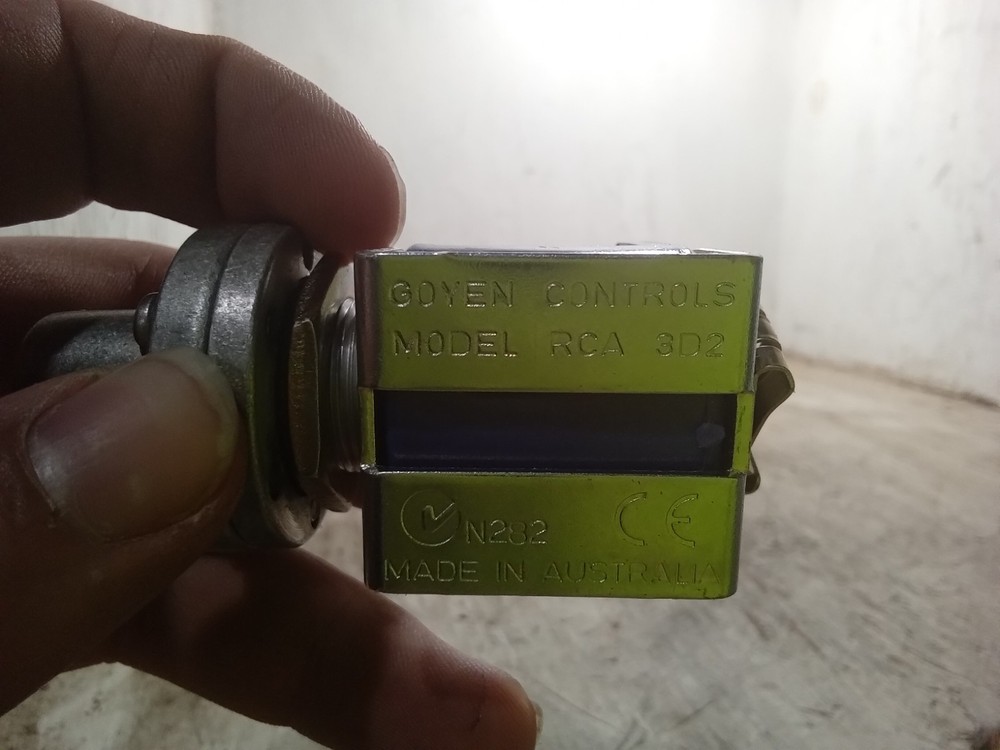 GOYEN CONTROLS
MODEL RCA 3D2
N282 CE
MADE IN AUSTRALIA